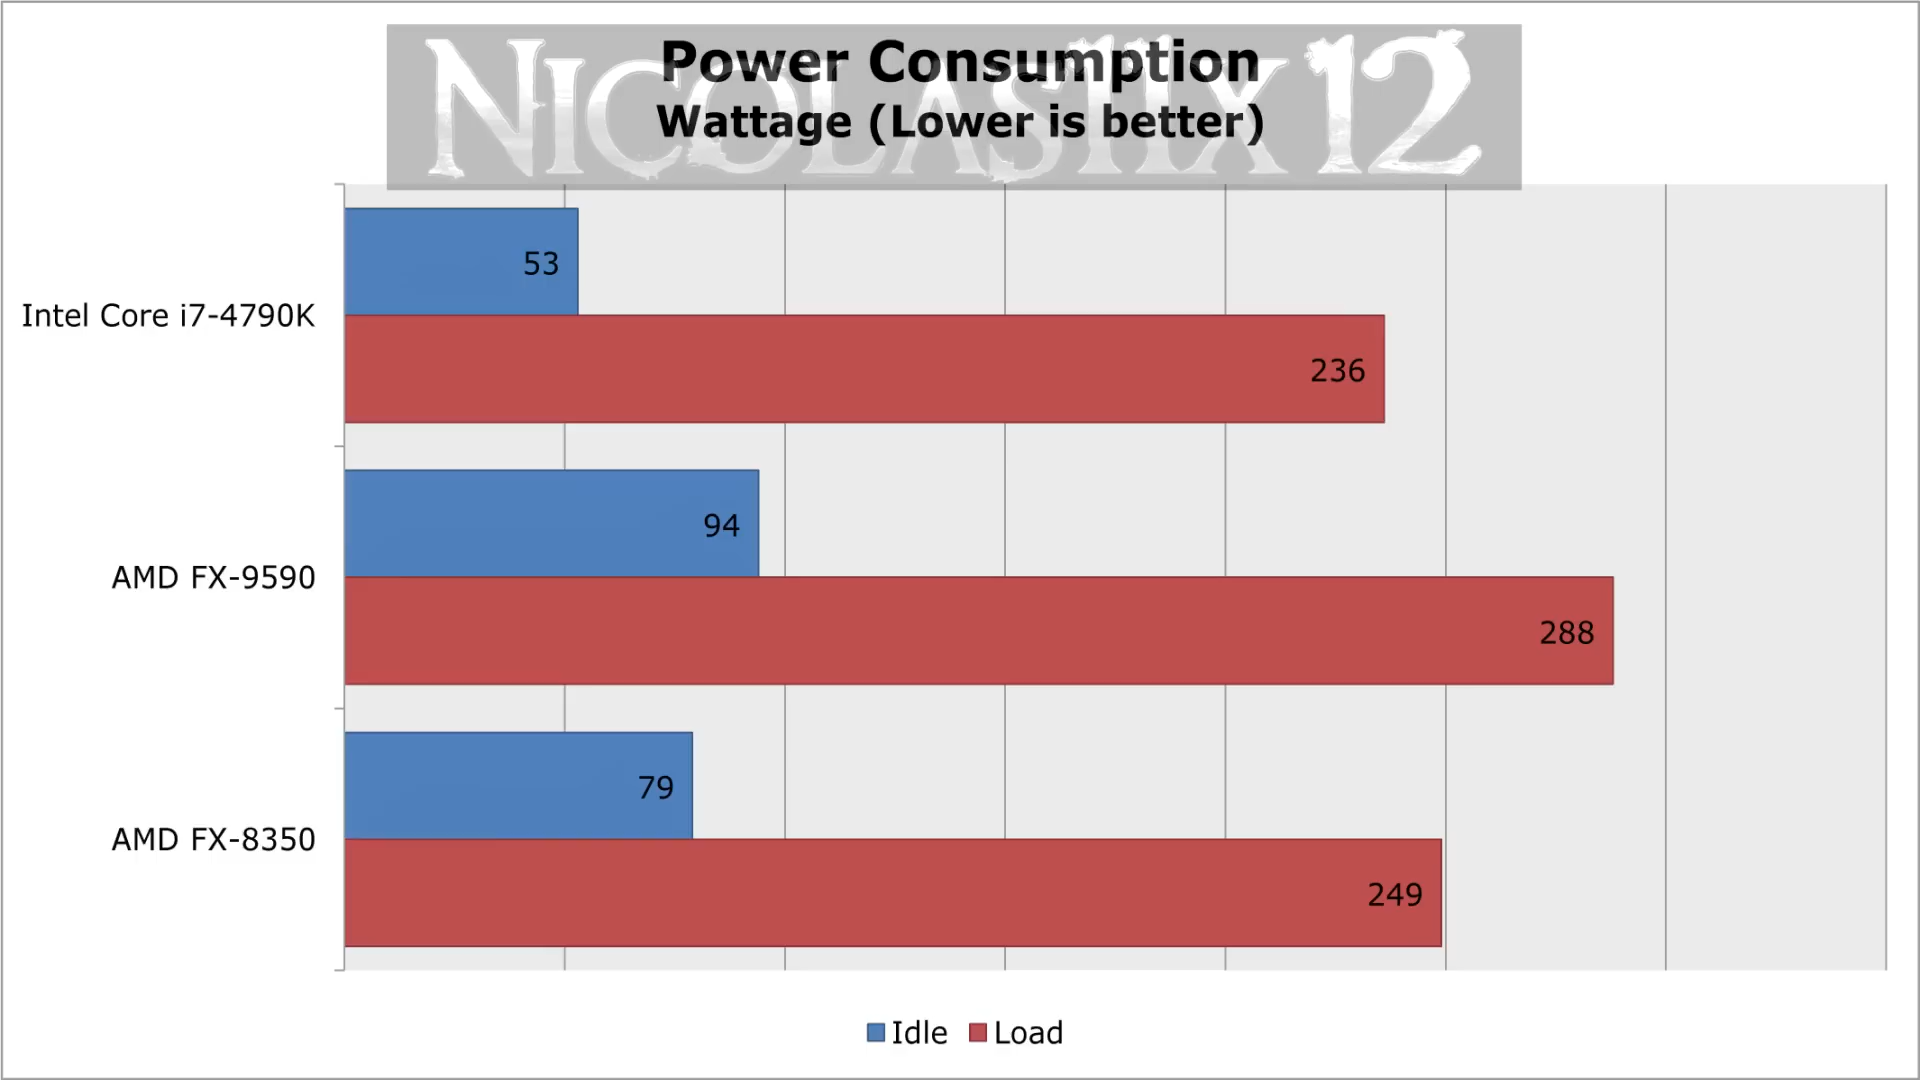 NICOLAS11X12
Power Consumption
Wattage (Lower is better)
Intel Core i7-4790K
53
236
AMD FX-9590
94
288
AMD FX-8350
79
249
Idle
Load